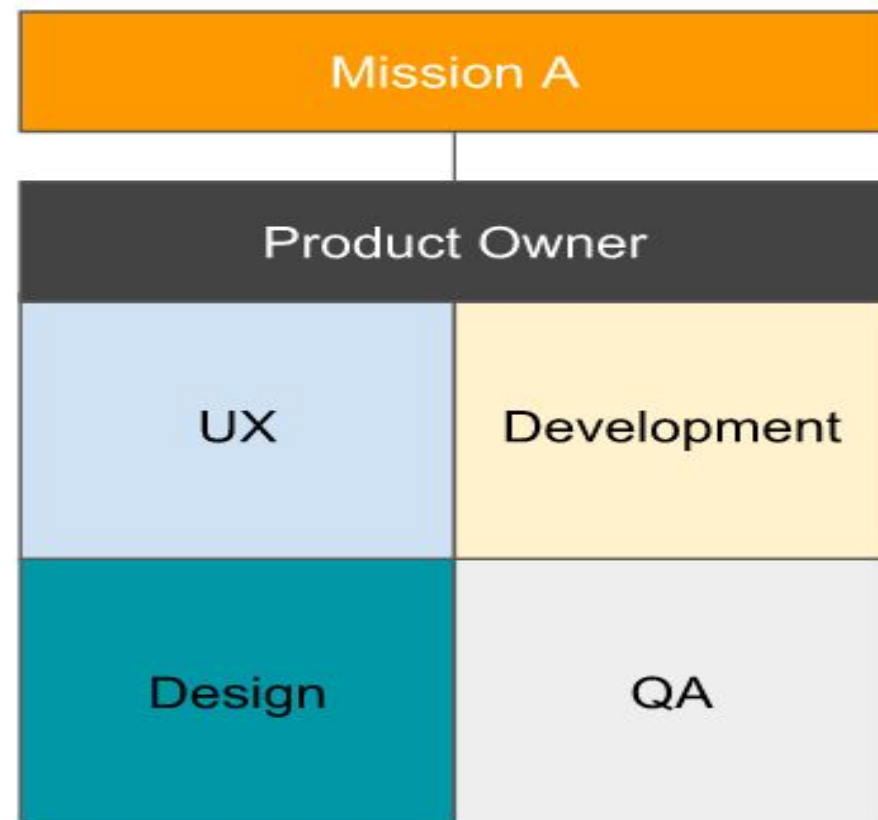 Mission A
Product Owner
UX
Development
Design
QA